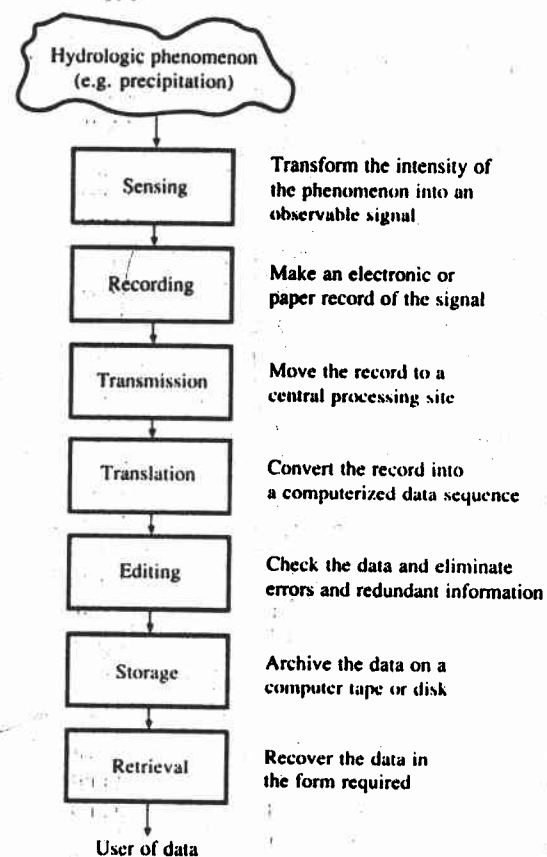 Hydrologic phenomenon
(e.g. precipitation)
Sensing
Transform the intensity of
the phenomenon into an
observable signal
Recording
Make an electronic or
paper record of the signal
Transmission
Move the record to a
central processing site
Translation
Convert the record into
a computerized data sequence
Editing
Check the data and eliminate
errors and redundant information
Storage
Archive the data on a
computer tape or disk
Retrieval
Recover the data in
the form required
User of data